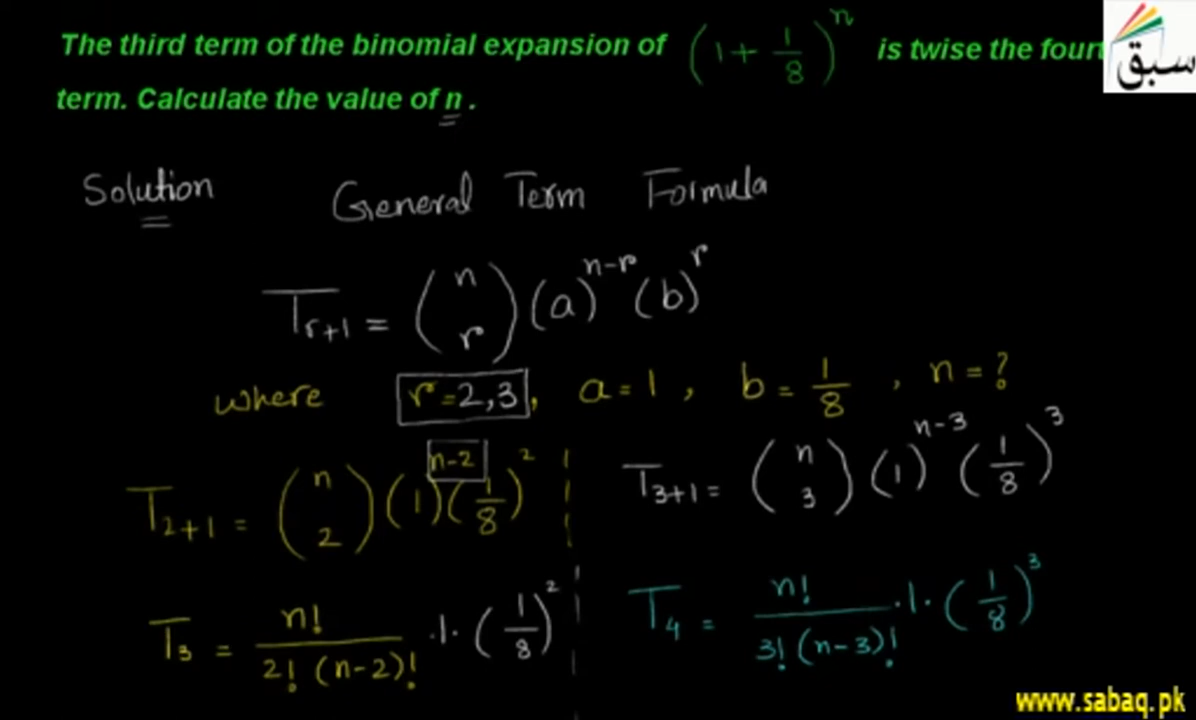 The third term of the binomial expansion of (1 + 1/8)^n is twise the four
term. Calculate the value of n .
سبق
Solution General Term Formula
T_{r+1} = (n r) (a)^{n-r} (b)^r
where r=2,3, a=1, b=1/8, n=?
T_{2+1} = (n 2) (1)^{n-2} (1/8)^2
T_{3+1} = (n 3) (1)^{n-3} (1/8)^3
T_3 = n!/2!(n-2)! .1. (1/8)^2
T_4 = n!/3!(n-3)! .1. (1/8)^3
www.sabaq.pk